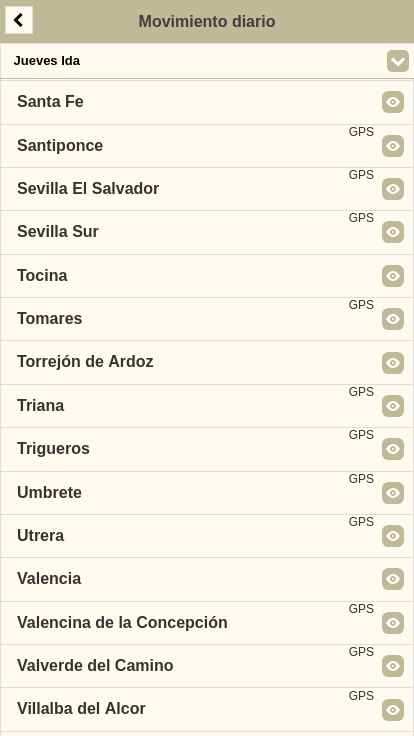 Movimiento diario
Jueves Ida
Santa Fe
Santiponce GPS
Sevilla El Salvador GPS
Sevilla Sur GPS
Tocina
Tomares GPS
Torrejón de Ardoz
Triana GPS
Trigueros GPS
Umbrete GPS
Utrera GPS
Valencia
Valencina de la Concepción GPS
Valverde del Camino GPS
Villalba del Alcor GPS